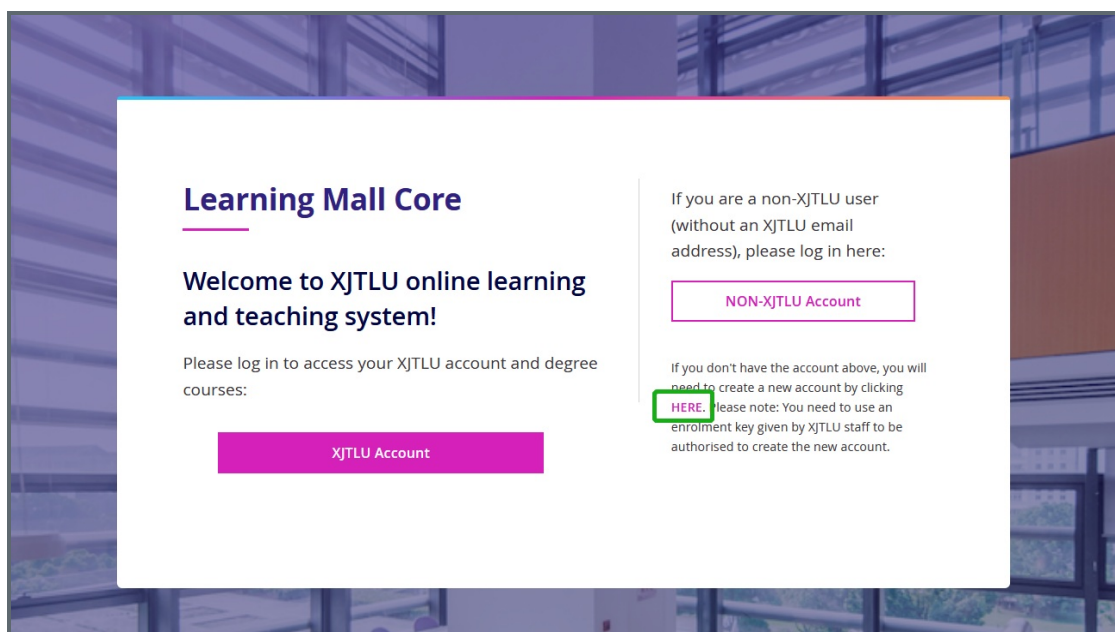 Learning Mall Core
Welcome to XJTLU online learning
and teaching system!
Please log in to access your XJTLU account and degree
courses:
XJTLU Account
If you are a non-XJTLU user
(without an XJTLU email
address), please log in here:
NON-XJTLU Account
If you don't have the account above, you will
need to create a new account by clicking
HERE. Please note: You need to use an
enrolment key given by XJTLU staff to be
authorised to create the new account.